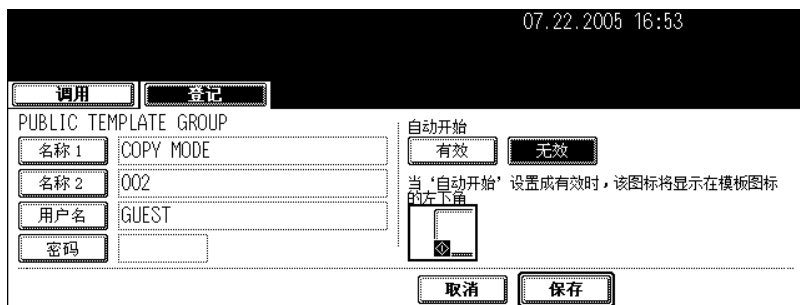 07.22.2005 16:53
调用 登记
PUBLIC TEMPLATE GROUP
名称 1 COPY MODE
名称 2 002
用户名 GUEST
密码
自动开始
有效 无效
当‘自动开始’设置成有效时，该图标将显示在模板图标
的左下角
取消 保存